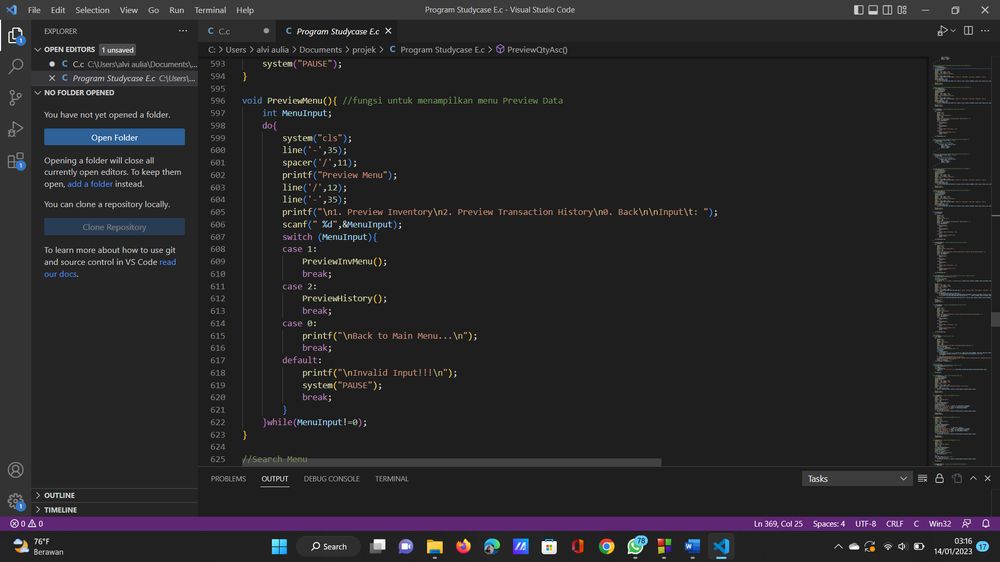 File Edit Selection View Go Run Terminal Help
Program Studycase E.c - Visual Studio Code
EXPLORER
OPEN EDITORS 1 unsaved
C C.c C:\Users\alvi aulia\Documents\...
C Program Studycase E.c C:\Users\...
NO FOLDER OPENED
You have not yet opened a folder.
Open Folder
Opening a folder will close all
currently open editors. To keep them
open, add a folder instead.
You can clone a repository locally.
Clone Repository
To learn more about how to use git
and source control in VS Code read
our docs.
OUTLINE
TIMELINE
C C.c
C Program Studycase E.c
C: > Users > alvi aulia > Documents > projek > C Program Studycase E.c > PreviewQtyAsc()
593 system("PAUSE");
594 }
595
596 void PreviewMenu(){ //fungsi untuk menampilkan menu Preview Data
597 int MenuInput;
598 do{
599 system("cls");
600 line('-',35);
601 spacer('/',11);
602 printf("Preview Menu");
603 line('/',12);
604 line('-',35);
605 printf("\n1. Preview Inventory\n2. Preview Transaction History\n0. Back\n\nInput\t: ");
606 scanf(" %d",&MenuInput);
607 switch (MenuInput){
608 case 1:
609 PreviewInvMenu();
610 break;
611 case 2:
612 PreviewHistory();
613 break;
614 case 0:
615 printf("\nBack to Main Menu...\n");
616 break;
617 default:
618 printf("\nInvalid Input!!!\n");
619 system("PAUSE");
620 break;
621 }
622 }while(MenuInput!=0);
623 }
624
625 //Search Menu
PROBLEMS OUTPUT DEBUG CONSOLE TERMINAL
Tasks
0 0
Ln 369, Col 25 Spaces: 4 UTF-8 CRLF C Win32
76°F
Berawan
Search
78
03:16
14/01/2023
17